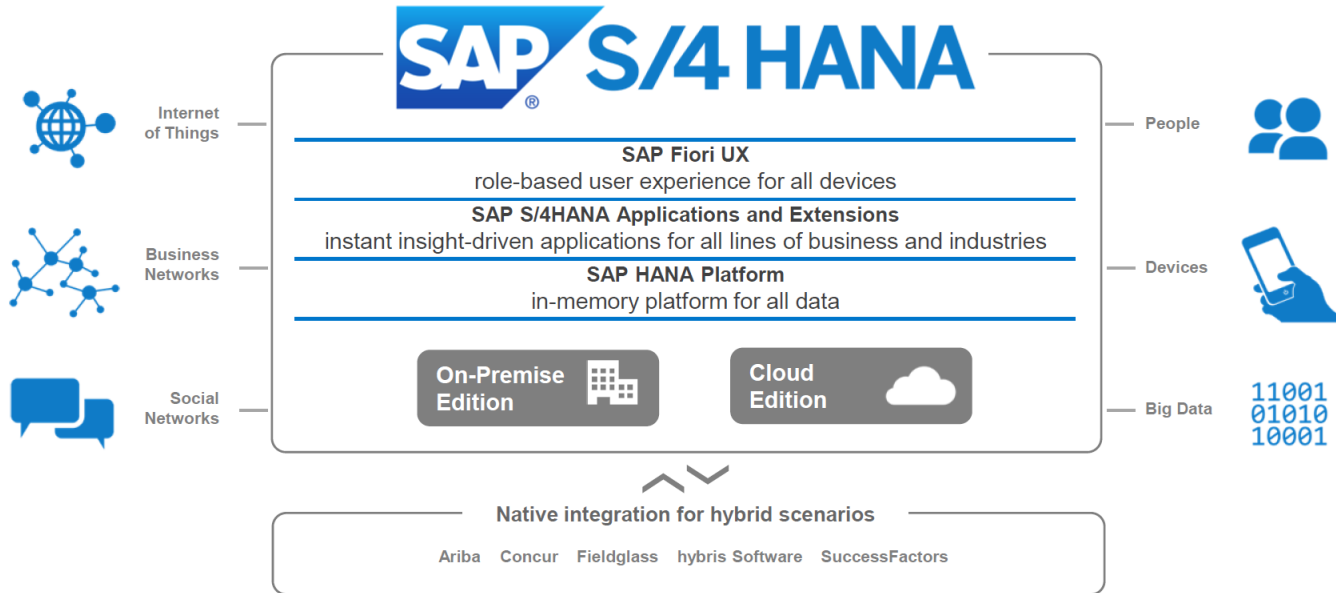 SAP ® S/4 HANA
Internet
of Things
Business
Networks
Social
Networks
SAP Fiori UX
role-based user experience for all devices
SAP S/4HANA Applications and Extensions
instant insight-driven applications for all lines of business and industries
SAP HANA Platform
in-memory platform for all data
On-Premise
Edition
Cloud
Edition
People
Devices
Big Data
11001
01010
10001
Native integration for hybrid scenarios
Ariba Concur Fieldglass hybris Software SuccessFactors